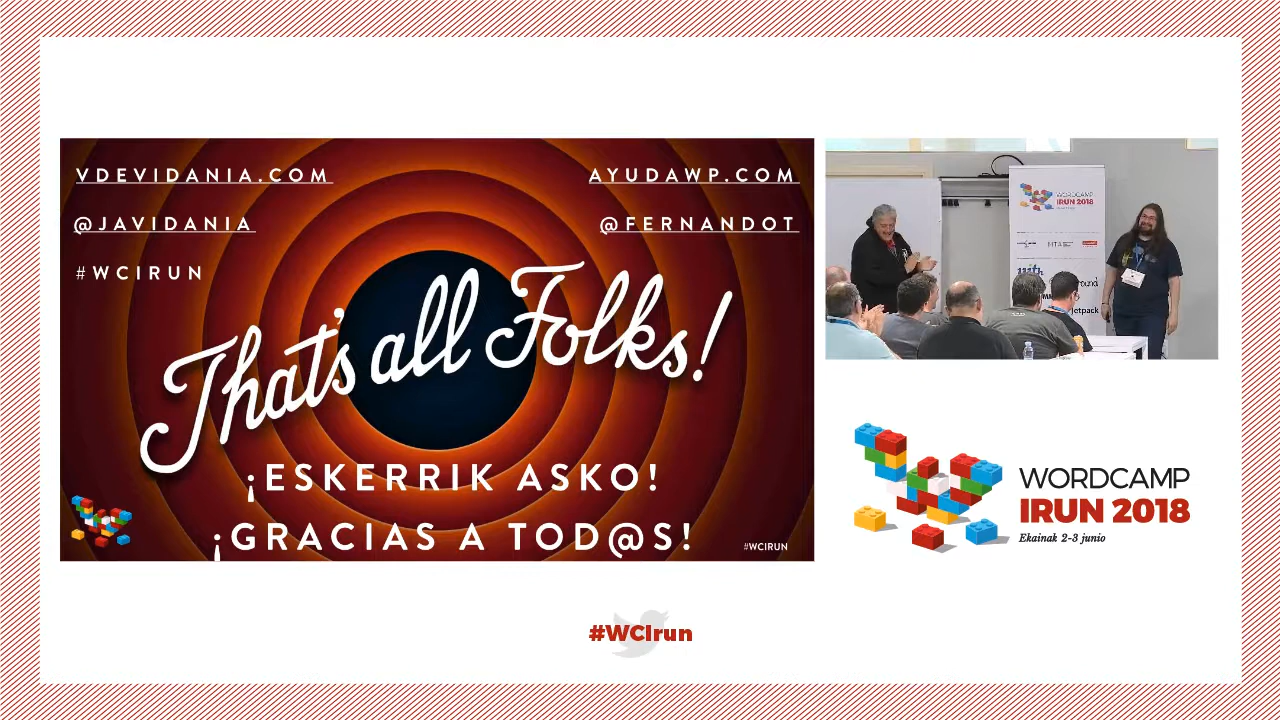 VDEVIDANIA.COM
AYUDAWP.COM
@JAVIDANIA
@FERNANDOT
#WCIRUN
That's all Folks!
¡ESKERRIK ASKO!
¡GRACIAS A TOD@S!
#WCIRUN
WORDCAMP
IRUN 2018
Jetpack
WORDCAMP
IRUN 2018
Ekainak 2-3 junio
#WCIrun